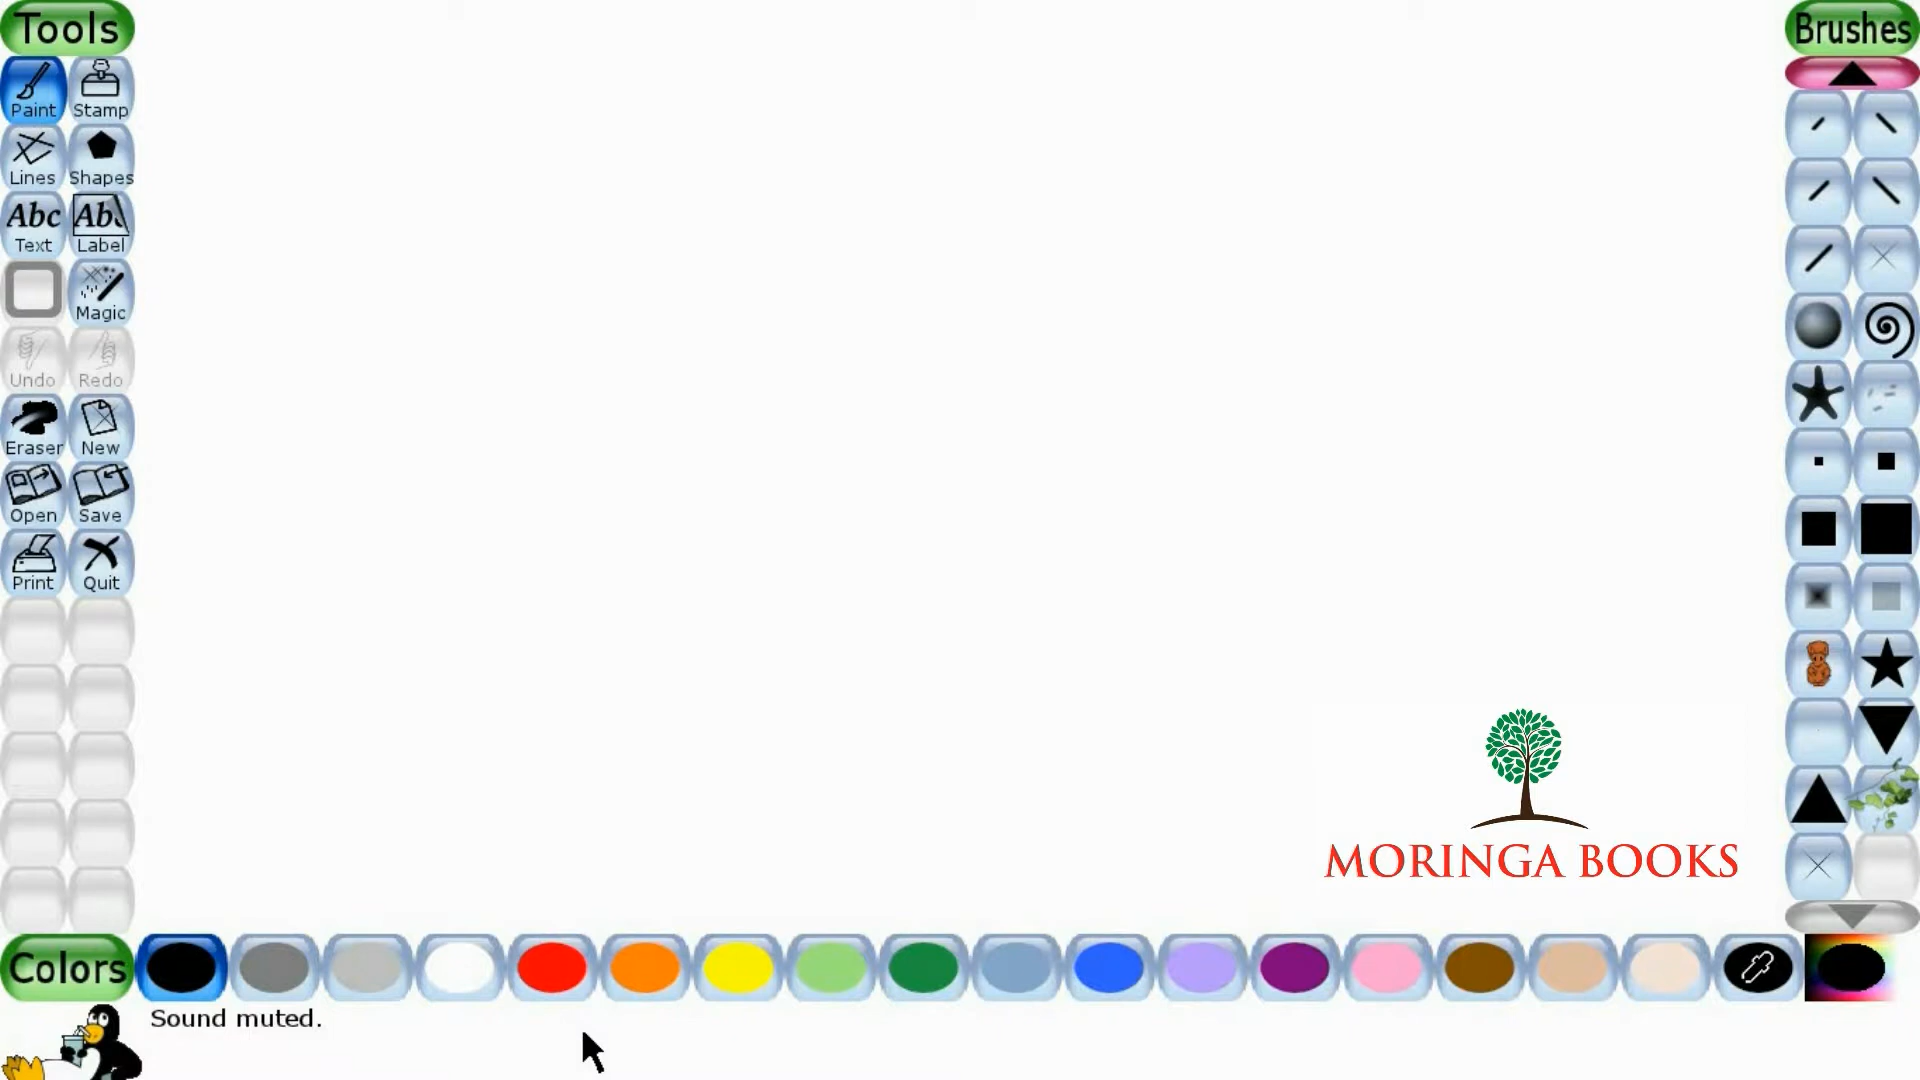 Tools
Brushes
Paint
Stamp
Lines
Shapes
Abc
Text
Abc
Label
Magic
Undo
Redo
Eraser
New
Open
Save
Print
Quit
MORINGA BOOKS
Colors
Sound muted.